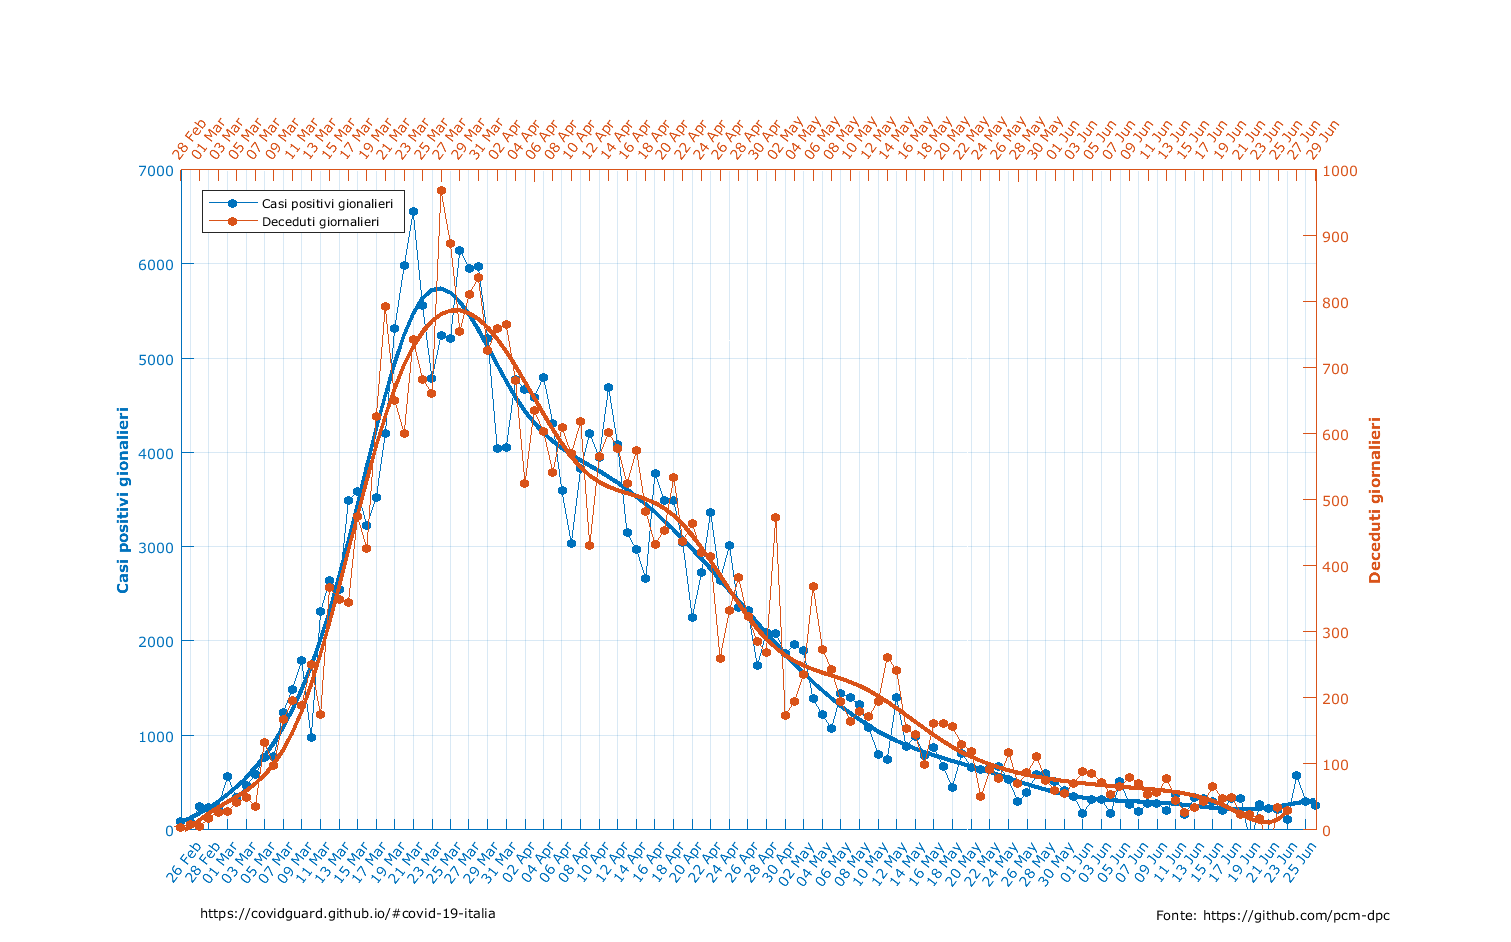 28 Feb
01 Mar
03 Mar
05 Mar
07 Mar
09 Mar
11 Mar
13 Mar
15 Mar
17 Mar
19 Mar
21 Mar
23 Mar
25 Mar
27 Mar
29 Mar
31 Mar
02 Apr
04 Apr
06 Apr
08 Apr
10 Apr
12 Apr
14 Apr
16 Apr
18 Apr
20 Apr
22 Apr
24 Apr
26 Apr
28 Apr
30 Apr
02 May
04 May
06 May
08 May
10 May
12 May
14 May
16 May
18 May
20 May
22 May
24 May
26 May
28 May
30 May
01 Jun
03 Jun
05 Jun
07 Jun
09 Jun
11 Jun
13 Jun
15 Jun
17 Jun
19 Jun
21 Jun
23 Jun
25 Jun
27 Jun
29 Jun
Casi positivi gionalieri
Deceduti giornalieri
7000
6000
5000
4000
3000
2000
1000
0
Casi positivi gionalieri
1000
900
800
700
600
500
400
300
200
100
0
Deceduti giornalieri
26 Feb
28 Feb
01 Mar
03 Mar
05 Mar
07 Mar
09 Mar
11 Mar
13 Mar
15 Mar
17 Mar
19 Mar
21 Mar
23 Mar
25 Mar
27 Mar
29 Mar
31 Mar
02 Apr
04 Apr
06 Apr
08 Apr
10 Apr
12 Apr
14 Apr
16 Apr
18 Apr
20 Apr
22 Apr
24 Apr
26 Apr
28 Apr
30 Apr
02 May
04 May
06 May
08 May
10 May
12 May
14 May
16 May
18 May
20 May
22 May
24 May
26 May
28 May
30 May
01 Jun
03 Jun
05 Jun
07 Jun
09 Jun
11 Jun
13 Jun
15 Jun
17 Jun
19 Jun
21 Jun
23 Jun
25 Jun
https://covidguard.github.io/#covid-19-italia
Fonte: https://github.com/pcm-dpc